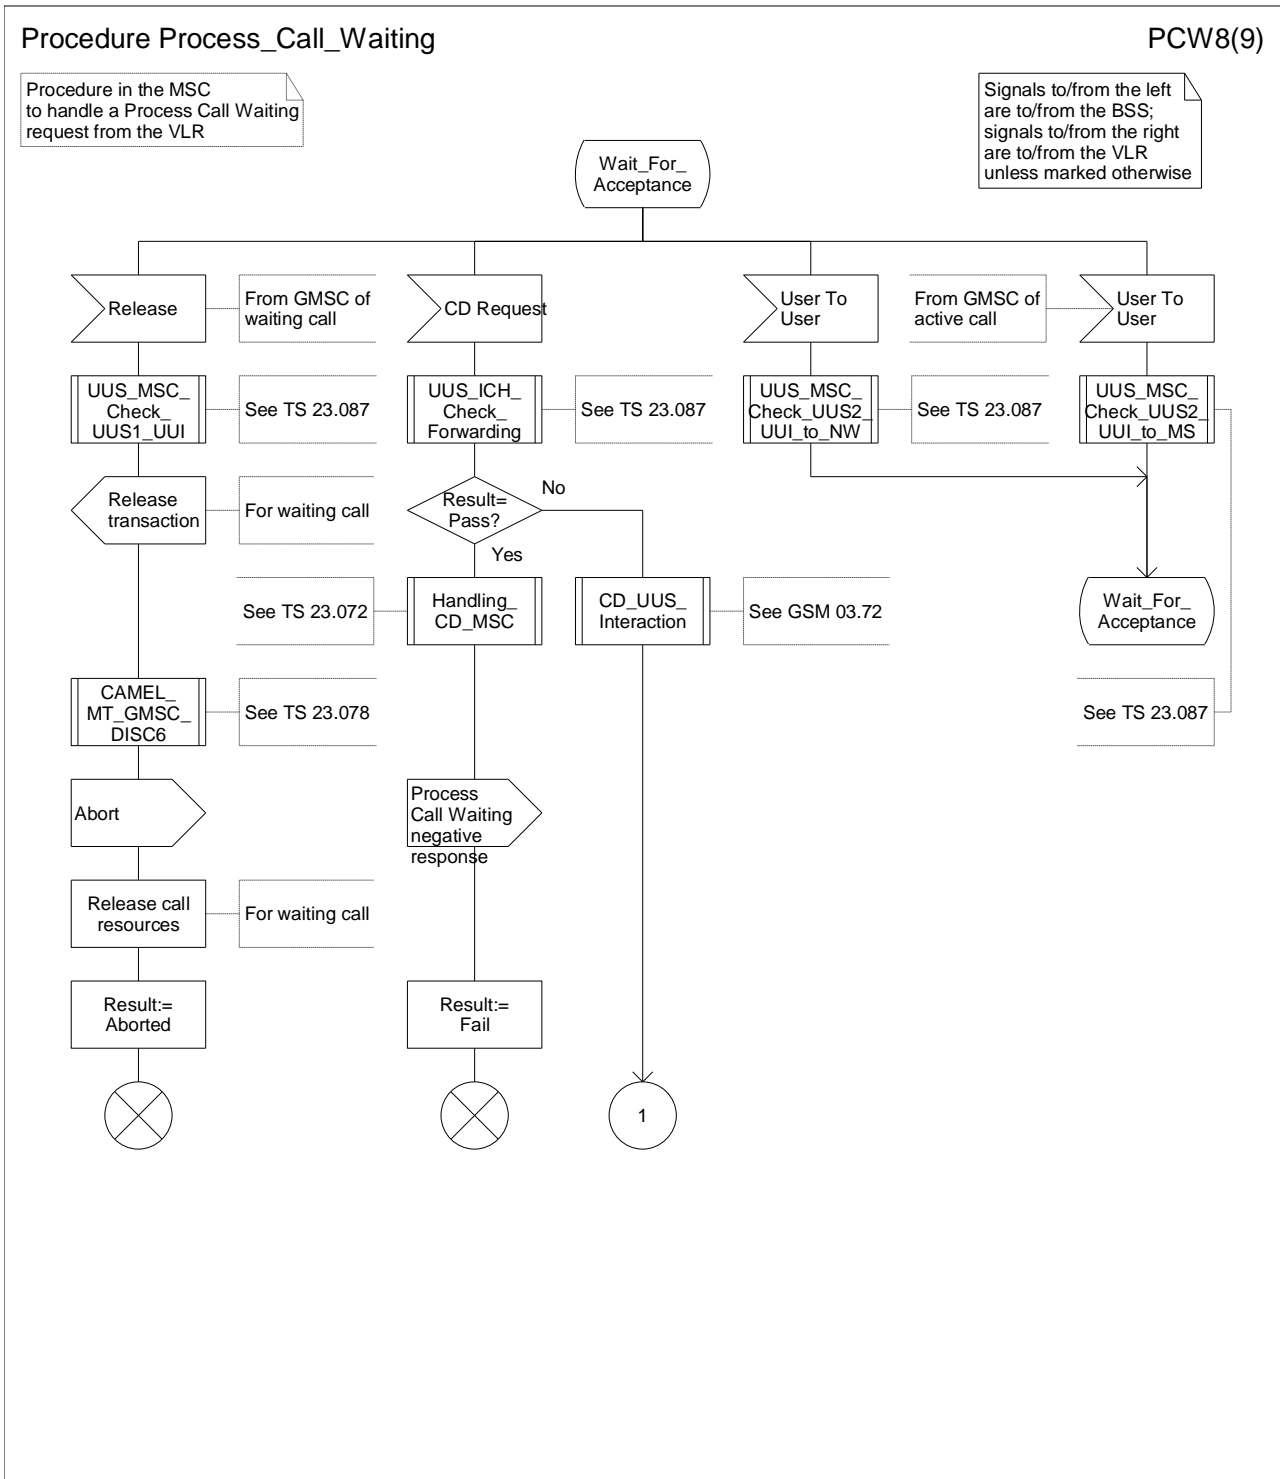 Procedure Process_Call_Waiting
PCW8(9)
Procedure in the MSC
to handle a Process Call Waiting
request from the VLR
Signals to/from the left
are to/from the BSS;
signals to/from the right
are to/from the VLR
unless marked otherwise
Wait_For_
Acceptance
Release
From GMSC of
waiting call
CD Request
User To
User
From GMSC of
active call
User To
User
UUS_MSC_
Check_
UUS1_UUI
See TS 23.087
UUS_ICH_
Check_
Forwarding
See TS 23.087
UUS_MSC_
Check_UUS2_
UUI_to_NW
See TS 23.087
UUS_MSC_
Check_UUS2_
UUI_to_MS
Release
transaction
For waiting call
Result=
Pass?
No
Yes
See TS 23.072
Handling_
CD_MSC
CD_UUS_
Interaction
See GSM 03.72
Wait_For_
Acceptance
CAMEL_
MT_GMSC_
DISC6
See TS 23.078
See TS 23.087
Abort
Process
Call Waiting
negative
response
Release call
resources
For waiting call
Result:=
Aborted
Result:=
Fail
1